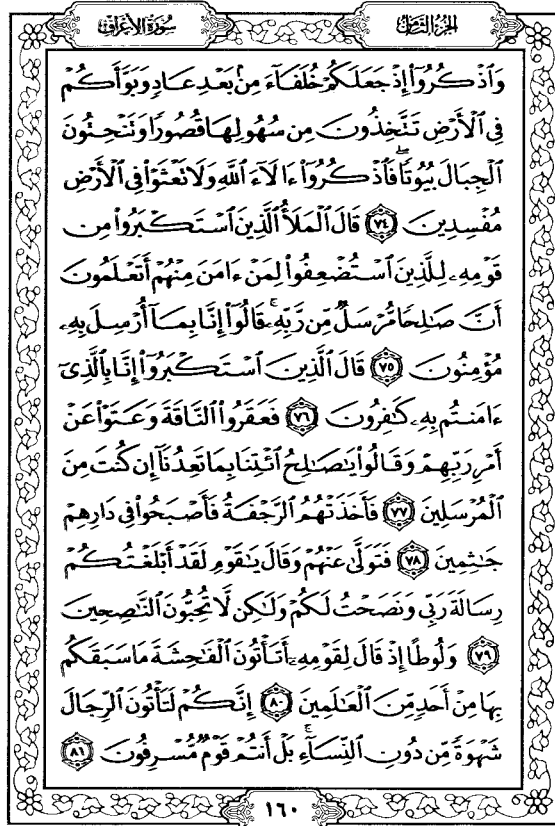 سُورَةُ الأَعْرَافِ
الجُزْءُ الثَّامِنُ
وَٱذْكُرُوٓا۟ إِذْ جَعَلَكُمْ خُلَفَآءَ مِنۢ بَعْدِ عَادٍ وَبَوَّأَكُمْ
فِى ٱلْأَرْضِ تَتَّخِذُونَ مِن سُهُولِهَا قُصُورًا وَتَنْحِتُونَ
ٱلْجِبَالَ بُيُوتًا ۖ فَٱذْكُرُوٓا۟ ءَالَآءَ ٱللَّهِ وَلَا تَعْثَوْا۟ فِى ٱلْأَرْضِ
مُفْسِدِينَ ٧٤ قَالَ ٱلْمَلَأُ ٱلَّذِينَ ٱسْتَكْبَرُوا۟ مِن
قَوْمِهِۦ لِلَّذِينَ ٱسْتُضْعِفُوا۟ لِمَنْ ءَامَنَ مِنْهُمْ أَتَعْلَمُونَ
أَنَّ صَـٰلِحًا مُّرْسَلٌ مِّن رَّبِّهِۦ ۚ قَالُوٓا۟ إِنَّا بِمَآ أُرْسِلَ بِهِۦ
مُؤْمِنُونَ ٧٥ قَالَ ٱلَّذِينَ ٱسْتَكْبَرُوٓا۟ إِنَّا بِٱلَّذِىٓ
ءَامَنتُم بِهِۦ كَـٰفِرُونَ ٧٦ فَعَقَرُوا۟ ٱلنَّاقَةَ وَعَتَوْا۟ عَنْ
أَمْرِ رَبِّهِمْ وَقَالُوا۟ يَـٰصَـٰلِحُ ٱئْتِنَا بِمَا تَعِدُنَآ إِن كُنتَ مِنَ
ٱلْمُرْسَلِينَ ٧٧ فَأَخَذَتْهُمُ ٱلرَّجْفَةُ فَأَصْبَحُوا۟ فِى دَارِهِمْ
جَـٰثِمِينَ ٧٨ فَتَوَلَّىٰ عَنْهُمْ وَقَالَ يَـٰقَوْمِ لَقَدْ أَبْلَغْتُكُمْ
رِسَالَةَ رَبِّى وَنَصَحْتُ لَكُمْ وَلَـٰكِن لَّا تُحِبُّونَ ٱلنَّـٰصِحِينَ
٧٩ وَلُوطًا إِذْ قَالَ لِقَوْمِهِۦٓ أَتَأْتُونَ ٱلْفَـٰحِشَةَ مَا سَبَقَكُم
بِهَا مِنْ أَحَدٍ مِّنَ ٱلْعَـٰلَمِينَ ٨٠ إِنَّكُمْ لَتَأْتُونَ ٱلرِّجَالَ
شَهْوَةً مِّن دُونِ ٱلنِّسَآءِ ۚ بَلْ أَنتُمْ قَوْمٌ مُّسْرِفُونَ ٨١
١٦٠